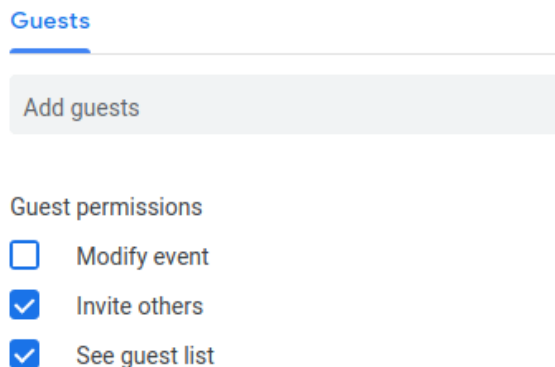 Guests
Add guests
Guest permissions
Modify event
Invite others
See guest list